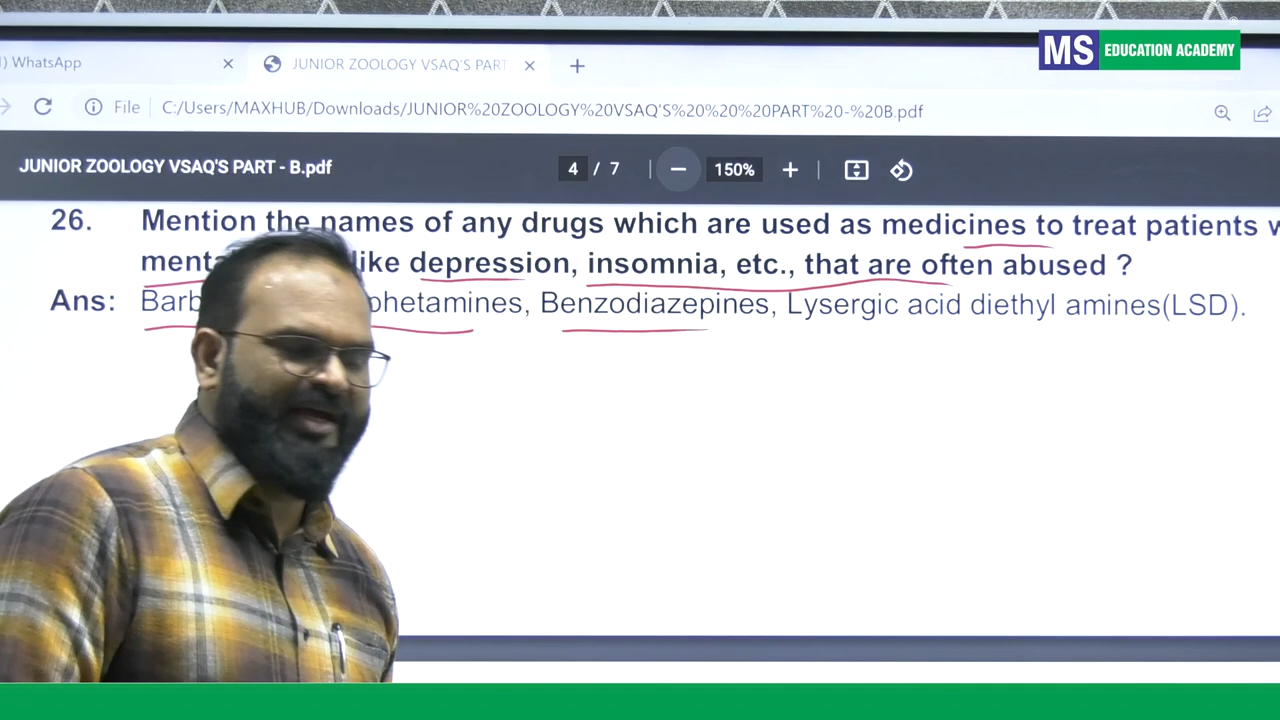 MS EDUCATION ACADEMY
) WhatsApp
JUNIOR ZOOLOGY VSAQ'S PART
File C:/Users/MAXHUB/Downloads/JUNIOR%20ZOOLOGY%20VSAQ'S%20%20%20PART%20-%20B.pdf
JUNIOR ZOOLOGY VSAQ'S PART - B.pdf 4 / 7 150%
26. Mention the names of any drugs which are used as medicines to treat patients
like depression, insomnia, etc., that are often abused ?
Ans: Benzodiazepines, Lysergic acid diethyl amines(LSD).